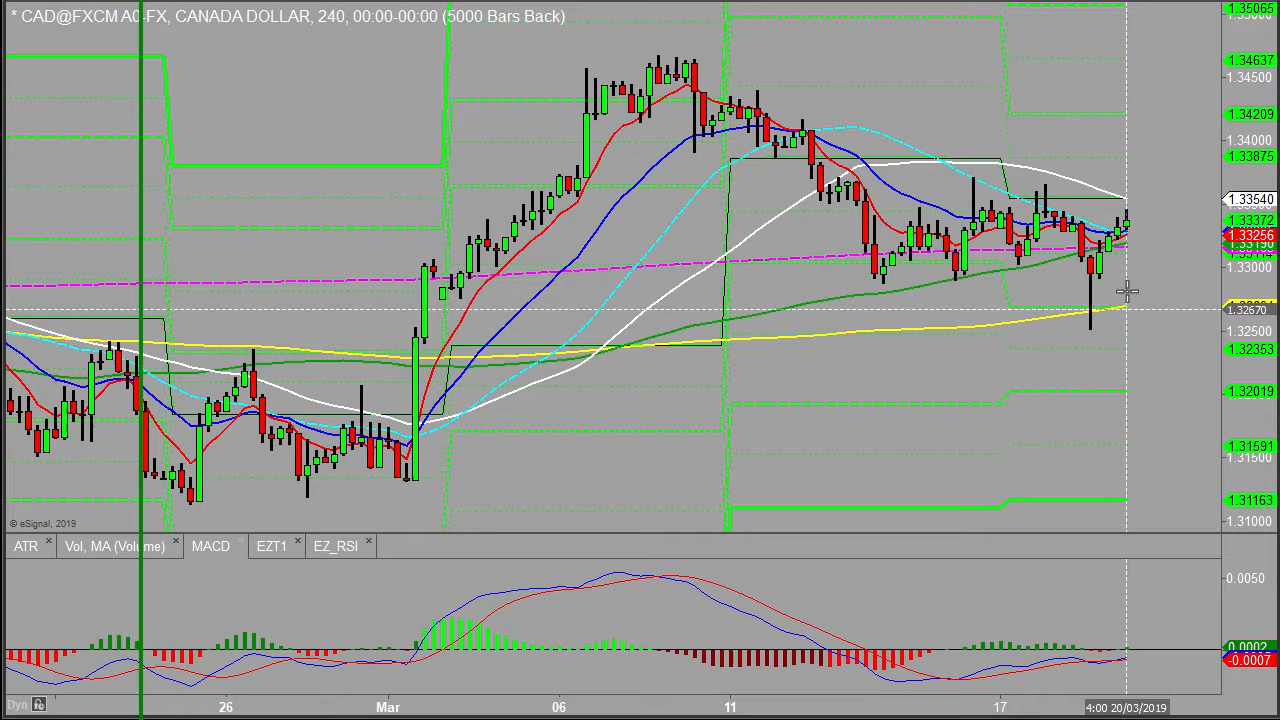 * CAD@FXCM A0-FX, CANADA DOLLAR, 240, 00:00-00:00 (5000 Bars Back)
1.35065
1.34637
1.34500
1.34209
1.34000
1.33875
1.33540
1.33372
1.33256
1.33000
1.32670
1.32500
1.32353
1.32019
1.31591
1.31500
1.31163
1.31000
© eSignal, 2019
ATR
Vol, MA (Volume)
MACD
EZT1
EZ_RSI
0.0050
0.0002
-0.0007
Dyn
26
Mar
06
11
17
4:00 20/03/2019